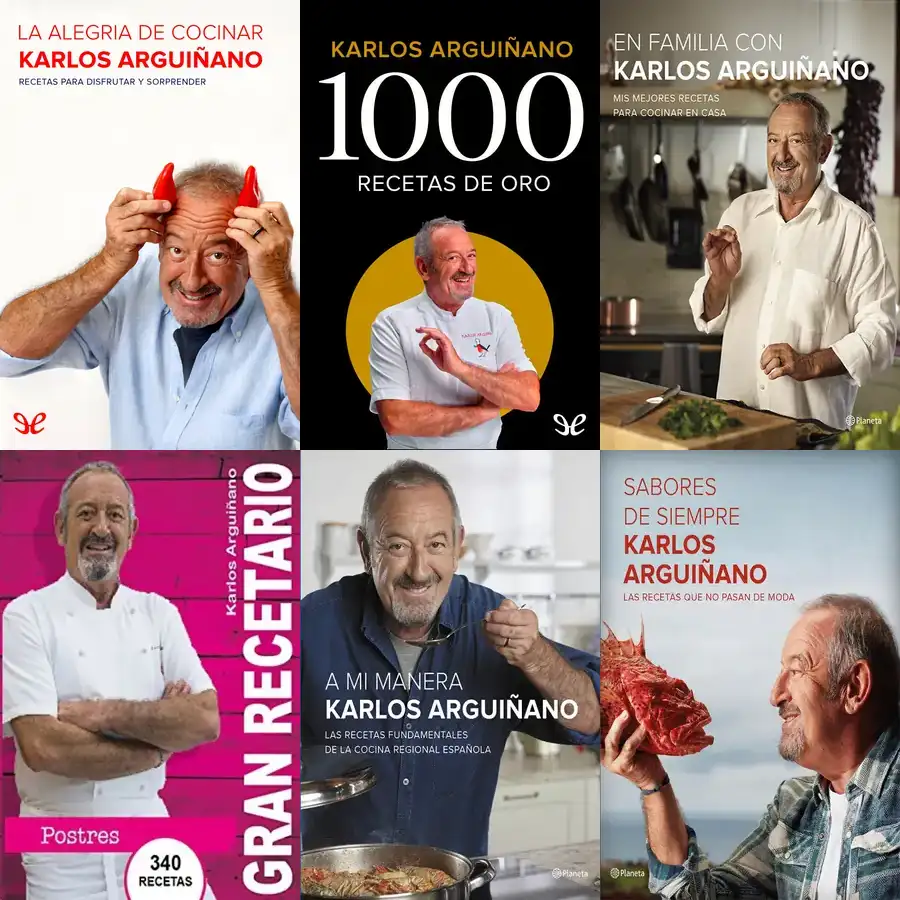 LA ALEGRIA DE COCINAR
KARLOS ARGUIÑANO
RECETAS PARA DISFRUTAR Y SORPRENDER
KARLOS ARGUIÑANO
1000
RECETAS DE ORO
EN FAMILIA CON
KARLOS ARGUIÑANO
MIS MEJORES RECETAS
PARA COCINAR EN CASA
Planeta
Karlos Arguiñano
GRAN RECETARIO
Postres
340
RECETAS
A MI MANERA
KARLOS ARGUIÑANO
LAS RECETAS FUNDAMENTALES
DE LA COCINA REGIONAL ESPAÑOLA
Planeta
SABORES
DE SIEMPRE
KARLOS
ARGUIÑANO
LAS RECETAS QUE NO PASAN DE MODA
Planeta